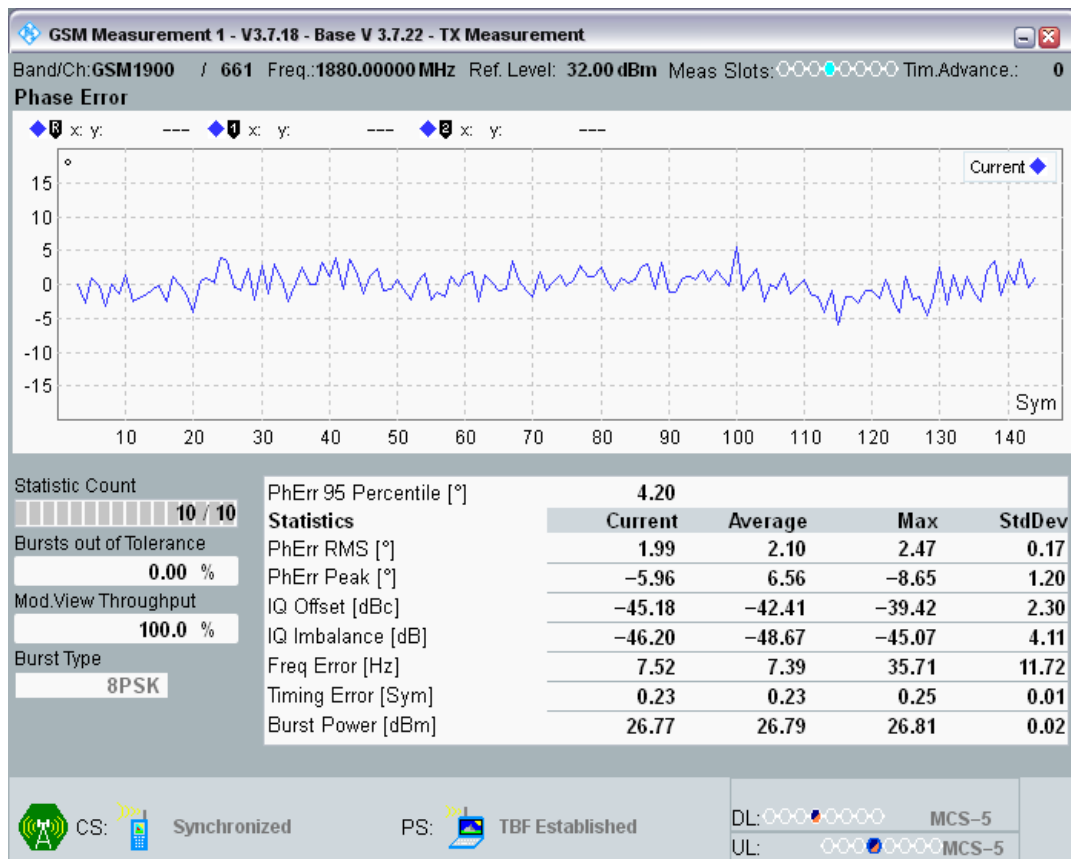 GSM Measurement 1 - V3.7.18 - Base V 3.7.22 - TX Measurement
Band/Ch:GSM1900 / 661 Freq.:1880.00000 MHz Ref. Level: 32.00 dBm Meas Slots: Tim.Advance.: 0
Phase Error
R x: y: --- 1 x: y: --- 2 x: y: ---
°
Current
15
10
5
0
-5
-10
-15
Sym
10 20 30 40 50 60 70 80 90 100 110 120 130 140
Statistic Count
10 / 10
Bursts out of Tolerance
0.00 %
Mod.View Throughput
100.0 %
Burst Type
8PSK
PhErr 95 Percentile [°] 4.20
Statistics Current Average Max StdDev
PhErr RMS [°] 1.99 2.10 2.47 0.17
PhErr Peak [°] −5.96 6.56 −8.65 1.20
IQ Offset [dBc] −45.18 −42.41 −39.42 2.30
IQ Imbalance [dB] −46.20 −48.67 −45.07 4.11
Freq Error [Hz] 7.52 7.39 35.71 11.72
Timing Error [Sym] 0.23 0.23 0.25 0.01
Burst Power [dBm] 26.77 26.79 26.81 0.02
CS: Synchronized PS: TBF Established
DL: MCS−5
UL: MCS−5